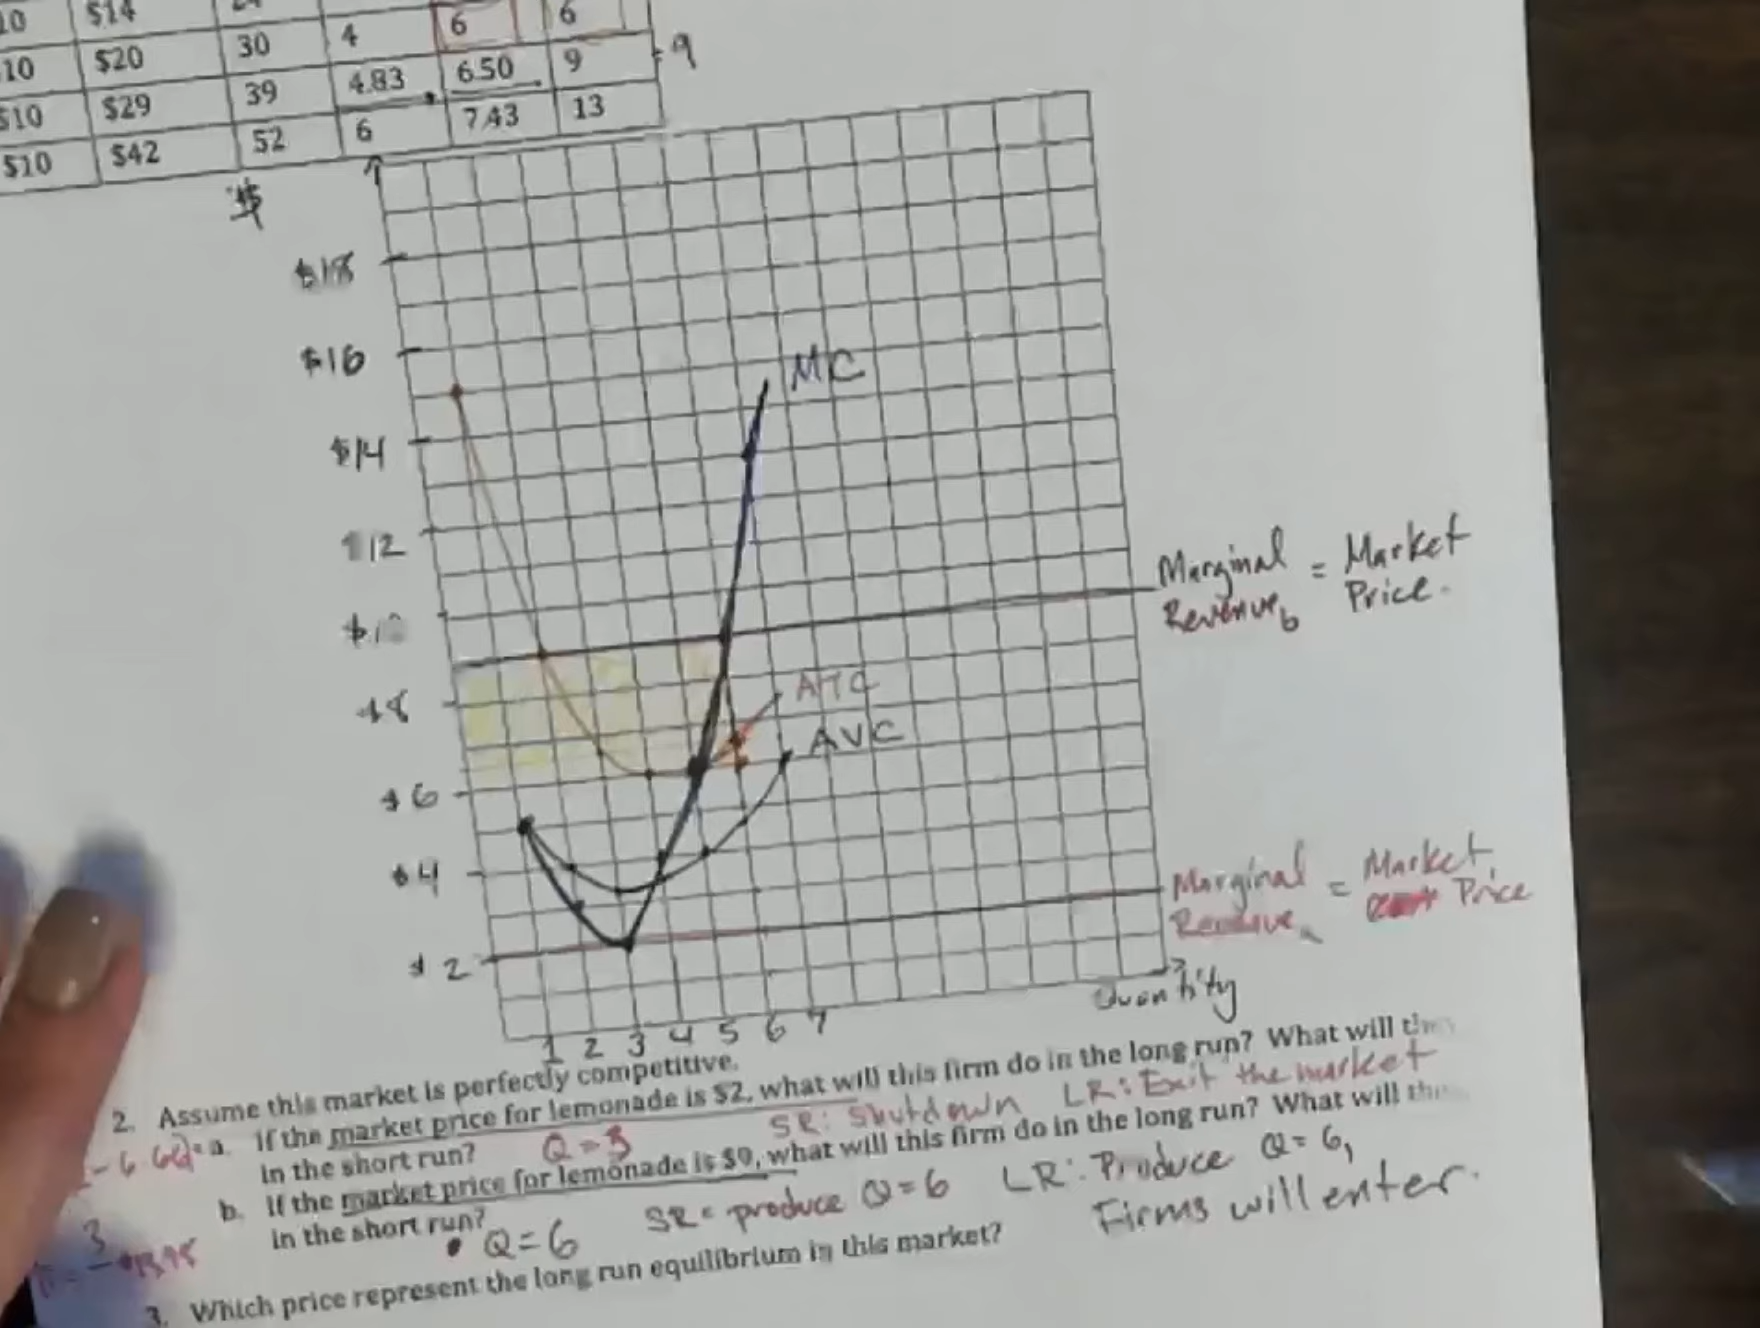 10 $14 24 6 6
10 $20 30 4 6.50 9 = 9
$10 $29 39 4.83 7.43 13
$10 $42 52 6
$
$18
$16
$14
$12
$10
$8
$6
$4
$2
MC
ATC
AVC
Marginal Revenue b = Market Price.
Marginal Revenue a = Market Price
Quantity
1 2 3 4 5 6 7
2. Assume this market is perfectly competitive.
a. If the market price for lemonade is $2, what will this firm do in the long run? What will
in the short run? Q=3 SR: Shutdown LR: Exit the market
b. If the market price for lemonade is $9, what will this firm do in the long run? What will
in the short run? SR= produce Q=6 LR: Produce Q=6,
• Q=6 Firms will enter.
3. Which price represent the long run equilibrium in this market?